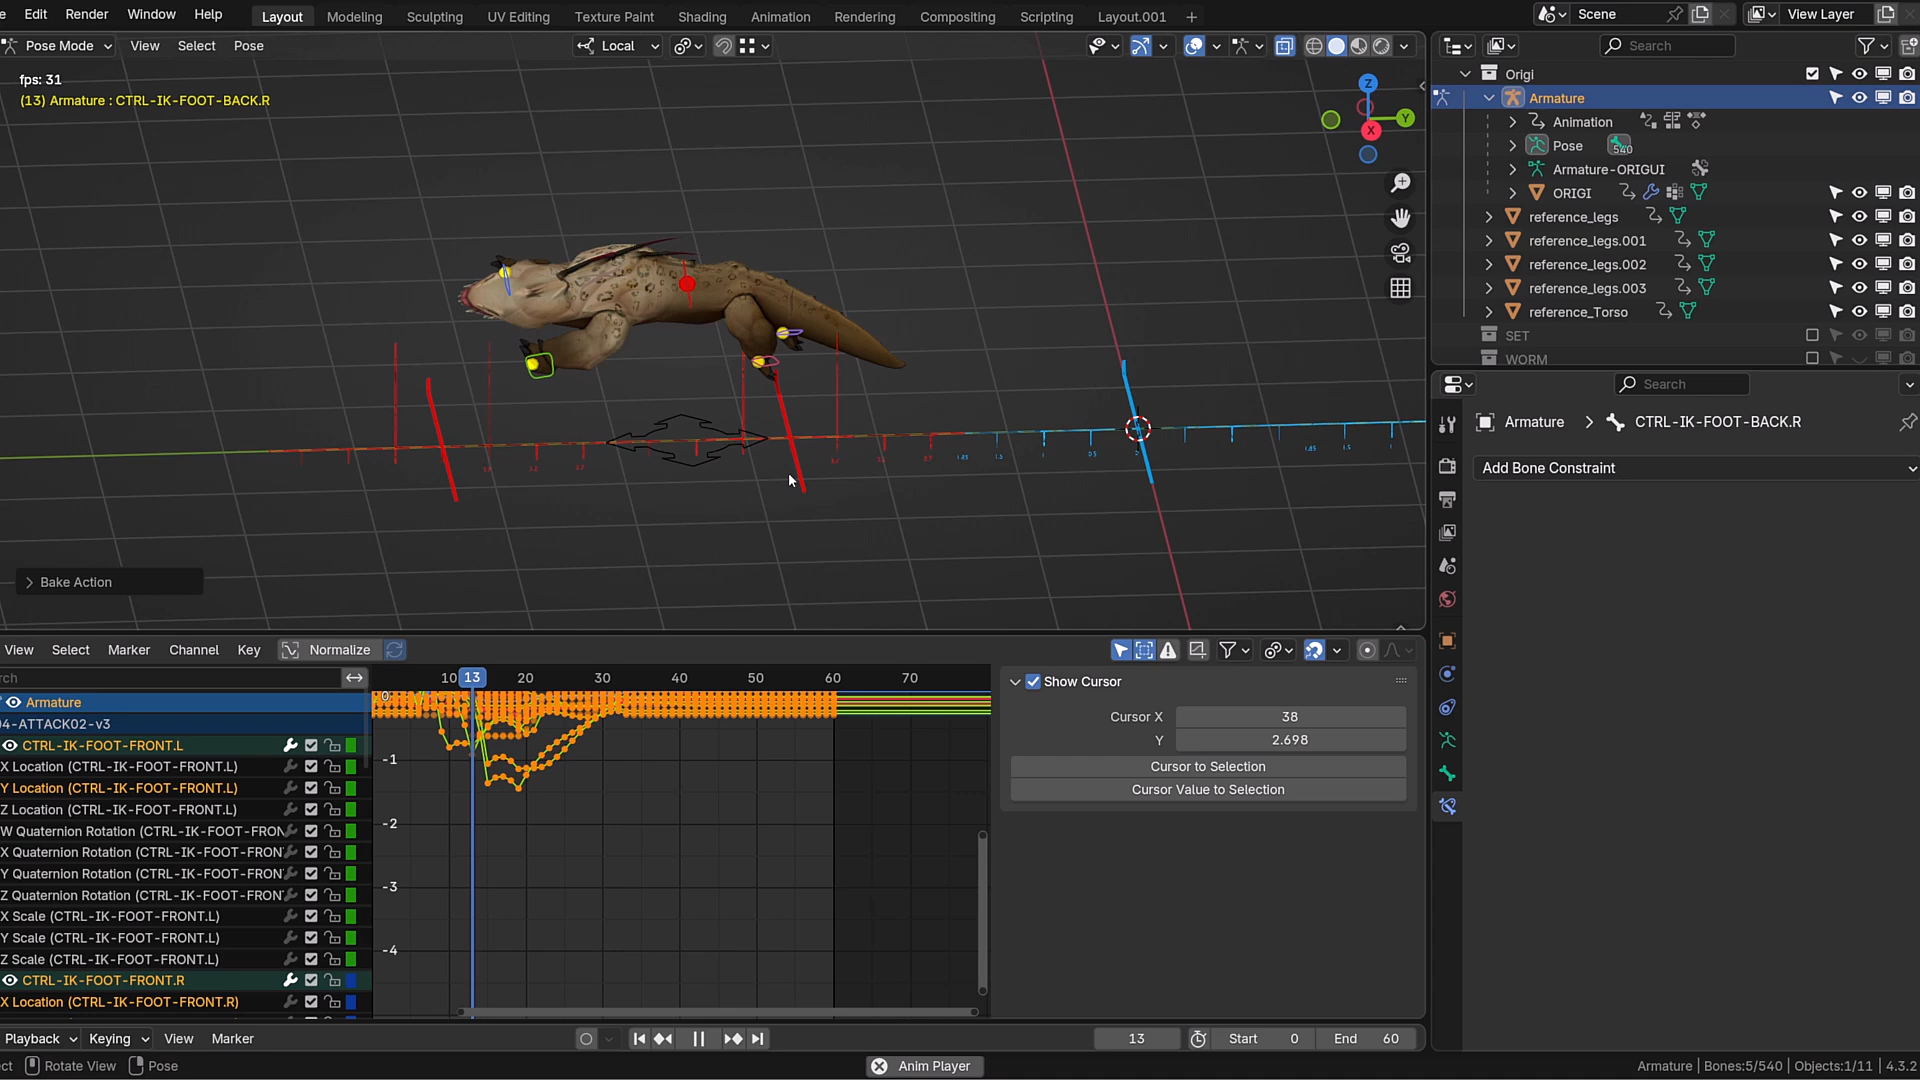 Edit Render Window Help Layout Modeling Sculpting UV Editing Texture Paint Shading Animation Rendering Compositing Scripting Layout.001 + Scene View Layer
Pose Mode View Select Pose Local Search
fps: 31
(13) Armature : CTRL-IK-FOOT-BACK.R
Z
Y
X
Origi
Armature
Animation
Pose 540
Armature-ORIGUI
ORIGI
reference_legs
reference_legs.001
reference_legs.002
reference_legs.003
reference_Torso
SET
WORM
Search
Armature CTRL-IK-FOOT-BACK.R
Add Bone Constraint
Bake Action
View Select Marker Channel Key Normalize
rch
10 13 20 30 40 50 60 70
0
-1
-2
-3
-4
Armature
4-ATTACK02-v3
CTRL-IK-FOOT-FRONT.L
X Location (CTRL-IK-FOOT-FRONT.L)
Y Location (CTRL-IK-FOOT-FRONT.L)
Z Location (CTRL-IK-FOOT-FRONT.L)
W Quaternion Rotation (CTRL-IK-FOOT-FRON
X Quaternion Rotation (CTRL-IK-FOOT-FRON
Y Quaternion Rotation (CTRL-IK-FOOT-FRON
Z Quaternion Rotation (CTRL-IK-FOOT-FRON
X Scale (CTRL-IK-FOOT-FRONT.L)
Y Scale (CTRL-IK-FOOT-FRONT.L)
Z Scale (CTRL-IK-FOOT-FRONT.L)
CTRL-IK-FOOT-FRONT.R
X Location (CTRL-IK-FOOT-FRONT.R)
Show Cursor
Cursor X 38
Y 2.698
Cursor to Selection
Cursor Value to Selection
Playback Keying View Marker 13 Start 0 End 60
ect Rotate View Pose Anim Player Armature | Bones:5/540 | Objects:1/11 | 4.3.2